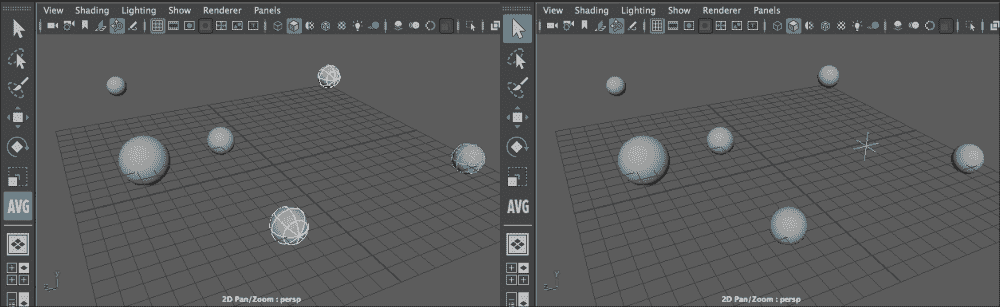 View Shading Lighting Show Renderer Panels
AVG
y
2D Pan/Zoom : persp
View Shading Lighting Show Renderer Panels
AVG
y
2D Pan/Zoom : persp